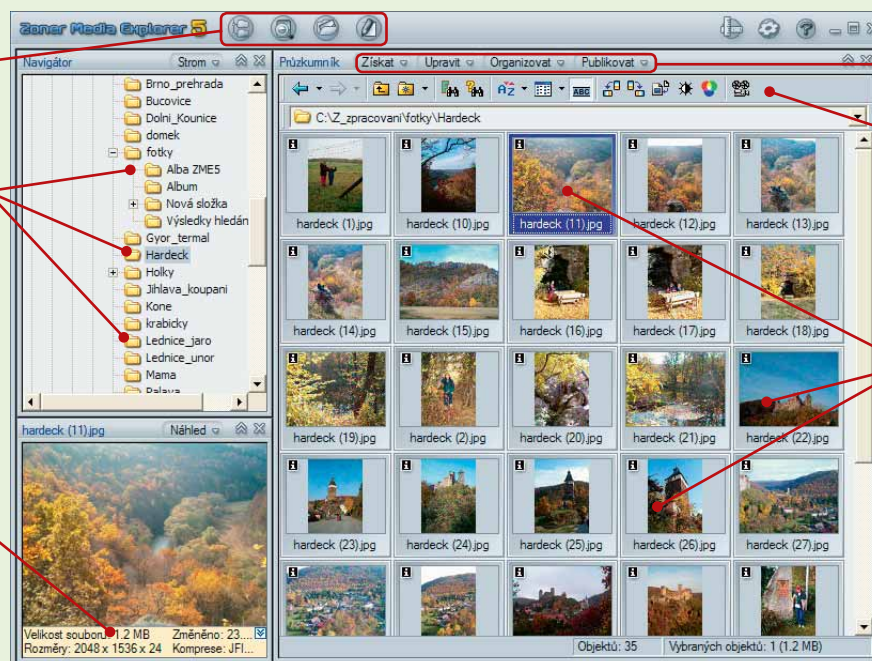 Zoner Media Explorer 5
Navigátor Strom
Brno_prehrada
Bucovice
Dolni_Kounice
domek
fotky
Alba ZME5
Album
Nová složka
Výsledky hledán
Gyor_termal
Hardeck
Holky
Jihlava_koupani
Kone
krabicky
Lednice_jaro
Lednice_unor
Mama
Palava
hardeck (11).jpg Náhled
Velikost souboru: 1.2 MB Změněno: 23....
Rozměry: 2048 x 1536 x 24 Komprese: JFI...
Průzkumník Získat Upravit Organizovat Publikovat
AŽ ABC
C:\Z_zpracovani\fotky\Hardeck
hardeck (1).jpg hardeck (10).jpg hardeck (11).jpg hardeck (12).jpg hardeck (13).jpg
hardeck (14).jpg hardeck (15).jpg hardeck (16).jpg hardeck (17).jpg hardeck (18).jpg
hardeck (19).jpg hardeck (2).jpg hardeck (20).jpg hardeck (21).jpg hardeck (22).jpg
hardeck (23).jpg hardeck (24).jpg hardeck (25).jpg hardeck (26).jpg hardeck (27).jpg
Objektů: 35 Vybraných objektů: 1 (1.2 MB)